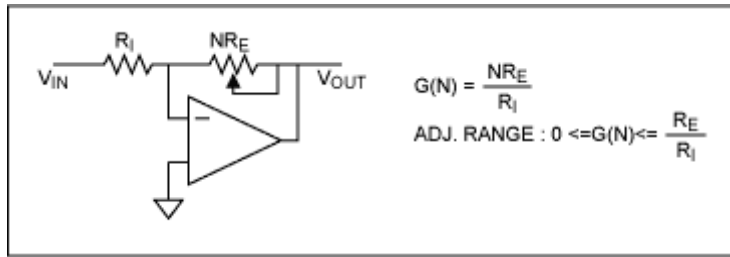 R_I
NR_E
V_IN
V_OUT
−
G(N) = NR_E / R_I
ADJ. RANGE : 0 <=G(N)<= R_E / R_I